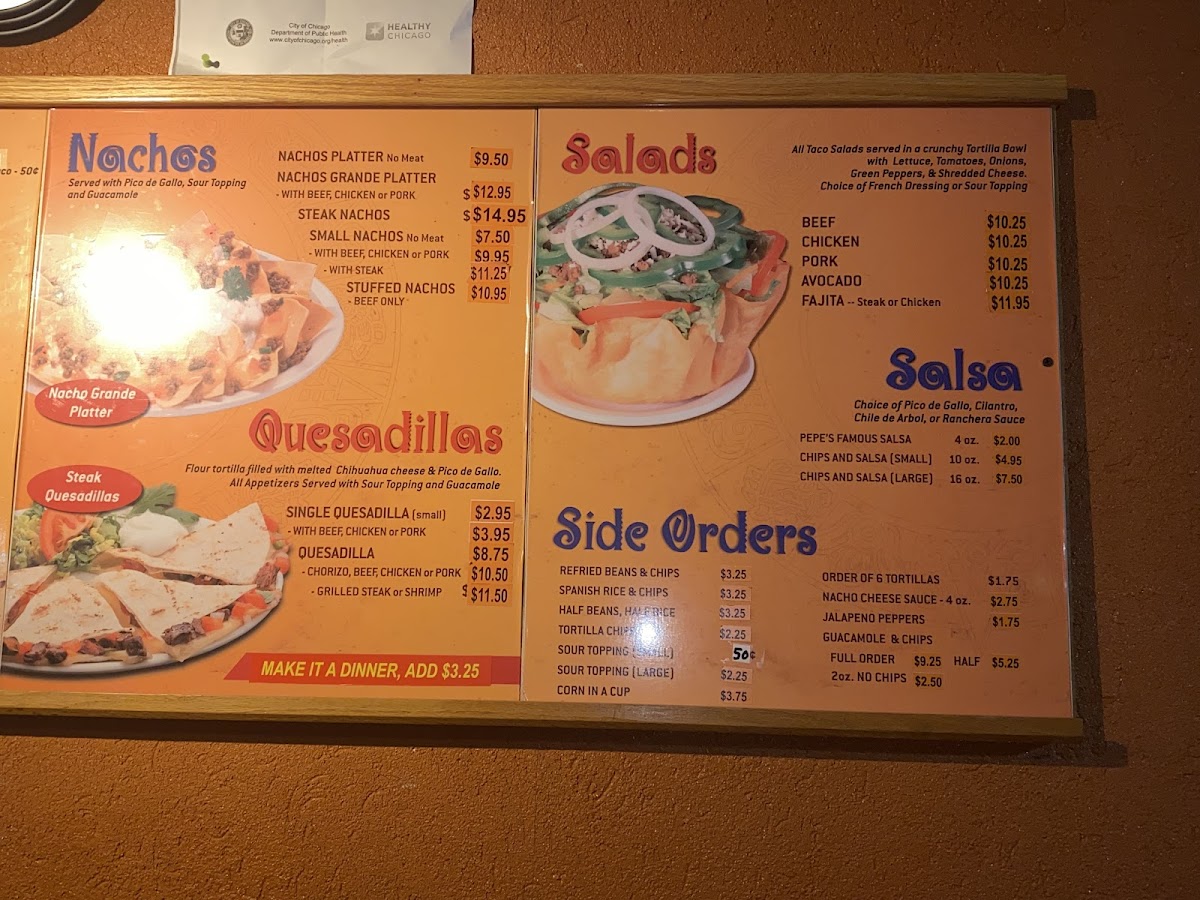 City of Chicago
Department of Public Health
www.cityofchicago.org/health
HEALTHY
CHICAGO
co - 50¢
Nachos
Served with Pico de Gallo, Sour Topping
and Guacamole
NACHOS PLATTER No Meat $9.50
NACHOS GRANDE PLATTER
- WITH BEEF, CHICKEN or PORK $ $12.95
STEAK NACHOS $ $14.95
SMALL NACHOS No Meat $7.50
- WITH BEEF, CHICKEN or PORK $9.95
- WITH STEAK $11.25
STUFFED NACHOS $10.95
- BEEF ONLY
Nacho Grande
Platter
Quesadillas
Flour tortilla filled with melted Chihuahua cheese & Pico de Gallo.
All Appetizers Served with Sour Topping and Guacamole
Steak
Quesadillas
SINGLE QUESADILLA (small) $2.95
- WITH BEEF, CHICKEN or PORK $3.95
QUESADILLA $8.75
- CHORIZO, BEEF, CHICKEN or PORK $10.50
- GRILLED STEAK or SHRIMP $ $11.50
MAKE IT A DINNER, ADD $3.25
Salads
All Taco Salads served in a crunchy Tortilla Bowl
with Lettuce, Tomatoes, Onions,
Green Peppers, & Shredded Cheese.
Choice of French Dressing or Sour Topping
BEEF $10.25
CHICKEN $10.25
PORK $10.25
AVOCADO $10.25
FAJITA -- Steak or Chicken $11.95
Salsa
Choice of Pico de Gallo, Cilantro,
Chile de Arbol, or Ranchera Sauce
PEPE'S FAMOUS SALSA 4 oz. $2.00
CHIPS AND SALSA (SMALL) 10 oz. $4.95
CHIPS AND SALSA (LARGE) 16 oz. $7.50
Side Orders
REFRIED BEANS & CHIPS $3.25
SPANISH RICE & CHIPS $3.25
HALF BEANS, HALF RICE $3.25
TORTILLA CHIPS $2.25
SOUR TOPPING (SMALL) 50¢
SOUR TOPPING (LARGE) $2.25
CORN IN A CUP $3.75
ORDER OF 6 TORTILLAS $1.75
NACHO CHEESE SAUCE - 4 oz. $2.75
JALAPENO PEPPERS $1.75
GUACAMOLE & CHIPS
FULL ORDER $9.25 HALF $5.25
2oz. NO CHIPS $2.50